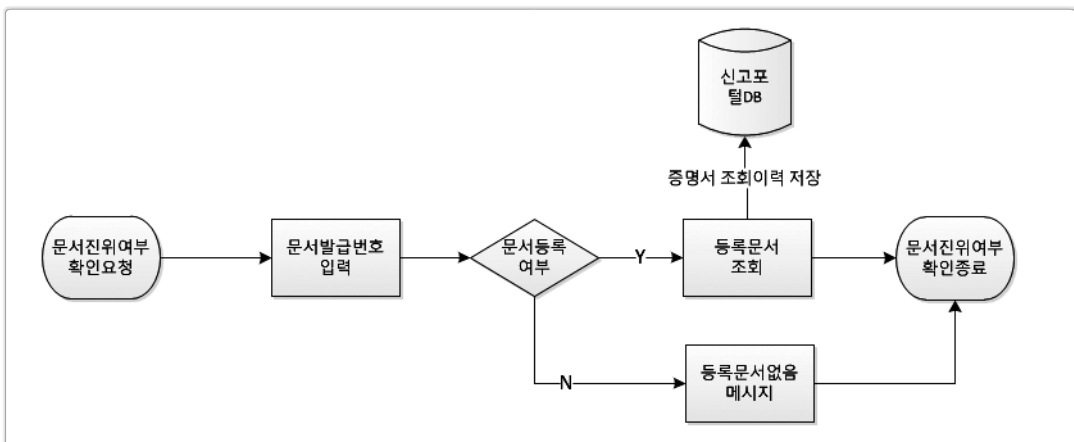 신고포
털DB
증명서 조회이력 저장
문서진위여부
확인요청
문서발급번호
입력
문서등록
여부
Y
등록문서
조회
문서진위여부
확인종료
N
등록문서없음
메시지